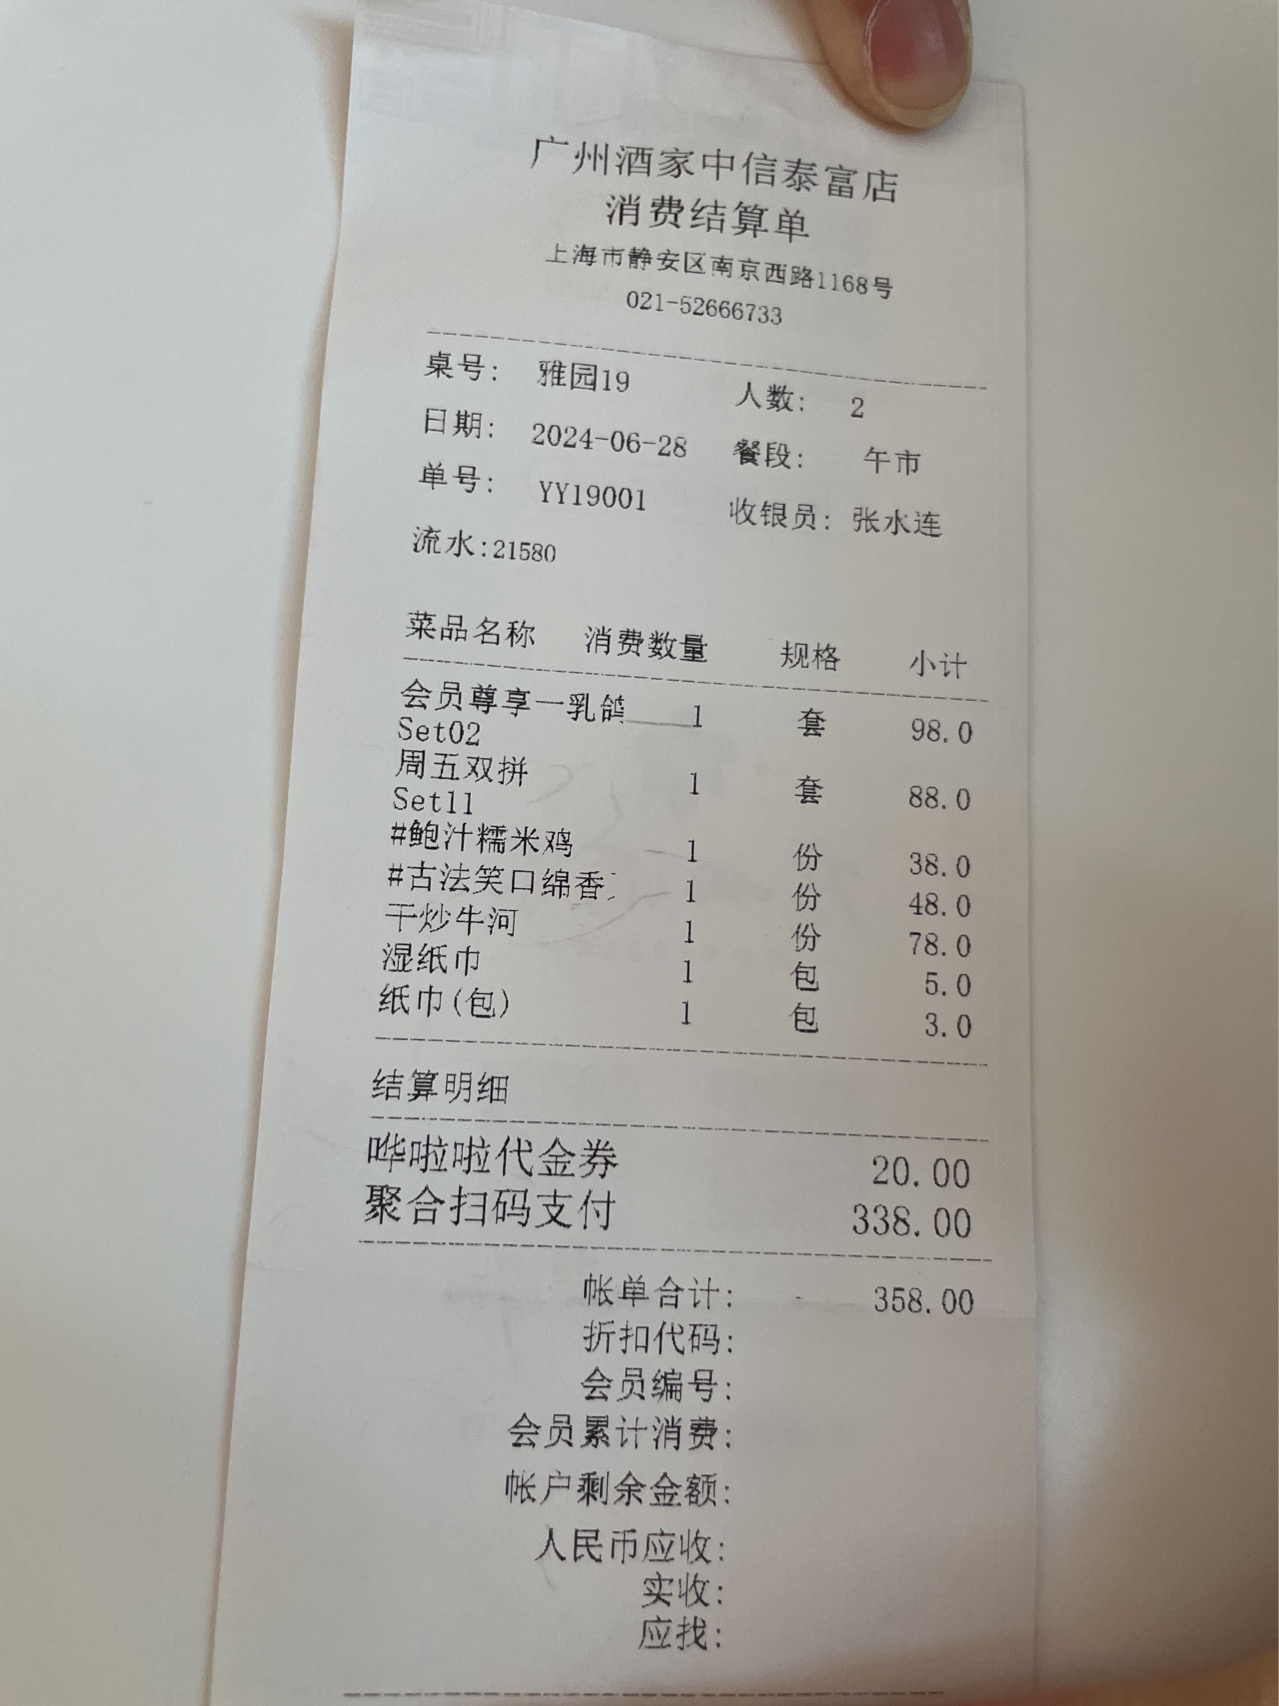 广州酒家中信泰富店
消费结算单
上海市静安区南京西路1168号
021-52666733
桌号: 雅园19 人数: 2
日期: 2024-06-28 餐段: 午市
单号: YY19001 收银员: 张水连
流水:21580
菜品名称 消费数量 规格 小计
会员尊享一乳鸽 1 套 98.0
Set02
周五双拼 1 套 88.0
Set11
#鲍汁糯米鸡 1 份 38.0
#古法笑口绵香 1 份 48.0
干炒牛河 1 份 78.0
湿纸巾 1 包 5.0
纸巾(包) 1 包 3.0
结算明细
哗啦啦代金券 20.00
聚合扫码支付 338.00
帐单合计: 358.00
折扣代码:
会员编号:
会员累计消费:
帐户剩余金额:
人民币应收:
实收:
应找: